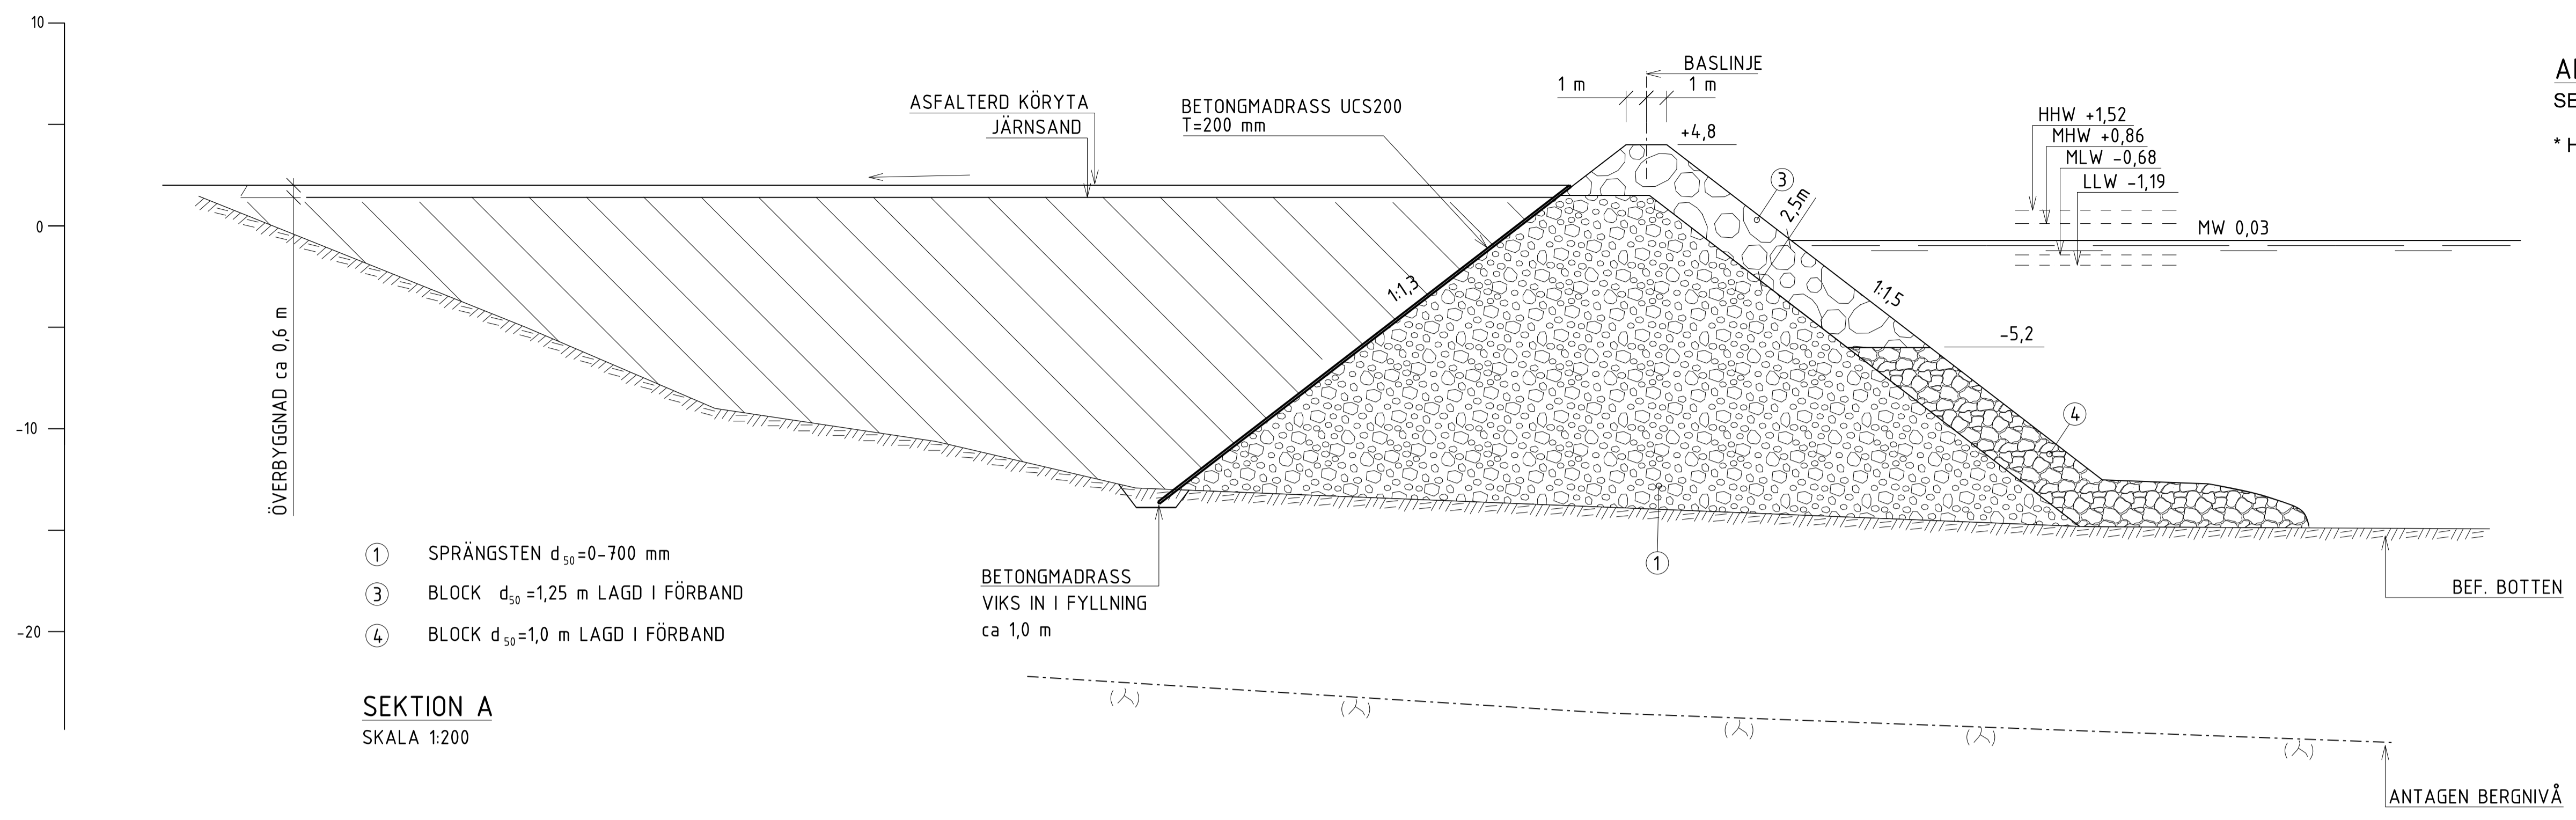 10
0
-10
-20
ÖVERBYGGNAD ca 0,6 m
ASFALTERD KÖRYTA
JÄRNSAND
BETONGMADRASS UCS200
T=200 mm
BASLINJE
1 m
1 m
+4,8
3
2,5m
1:1,3
1:1,5
HHW +1,52
MHW +0,86
MLW -0,68
LLW -1,19
MW 0,03
-5,2
4
1
BETONGMADRASS
VIKS IN I FYLLNING
ca 1,0 m
BEF. BOTTEN
ANTAGEN BERGNIVÅ
1 SPRÄNGSTEN d50=0-700 mm
3 BLOCK d50 =1,25 m LAGD I FÖRBAND
4 BLOCK d50=1,0 m LAGD I FÖRBAND
SEKTION A
SKALA 1:200
SE
* H